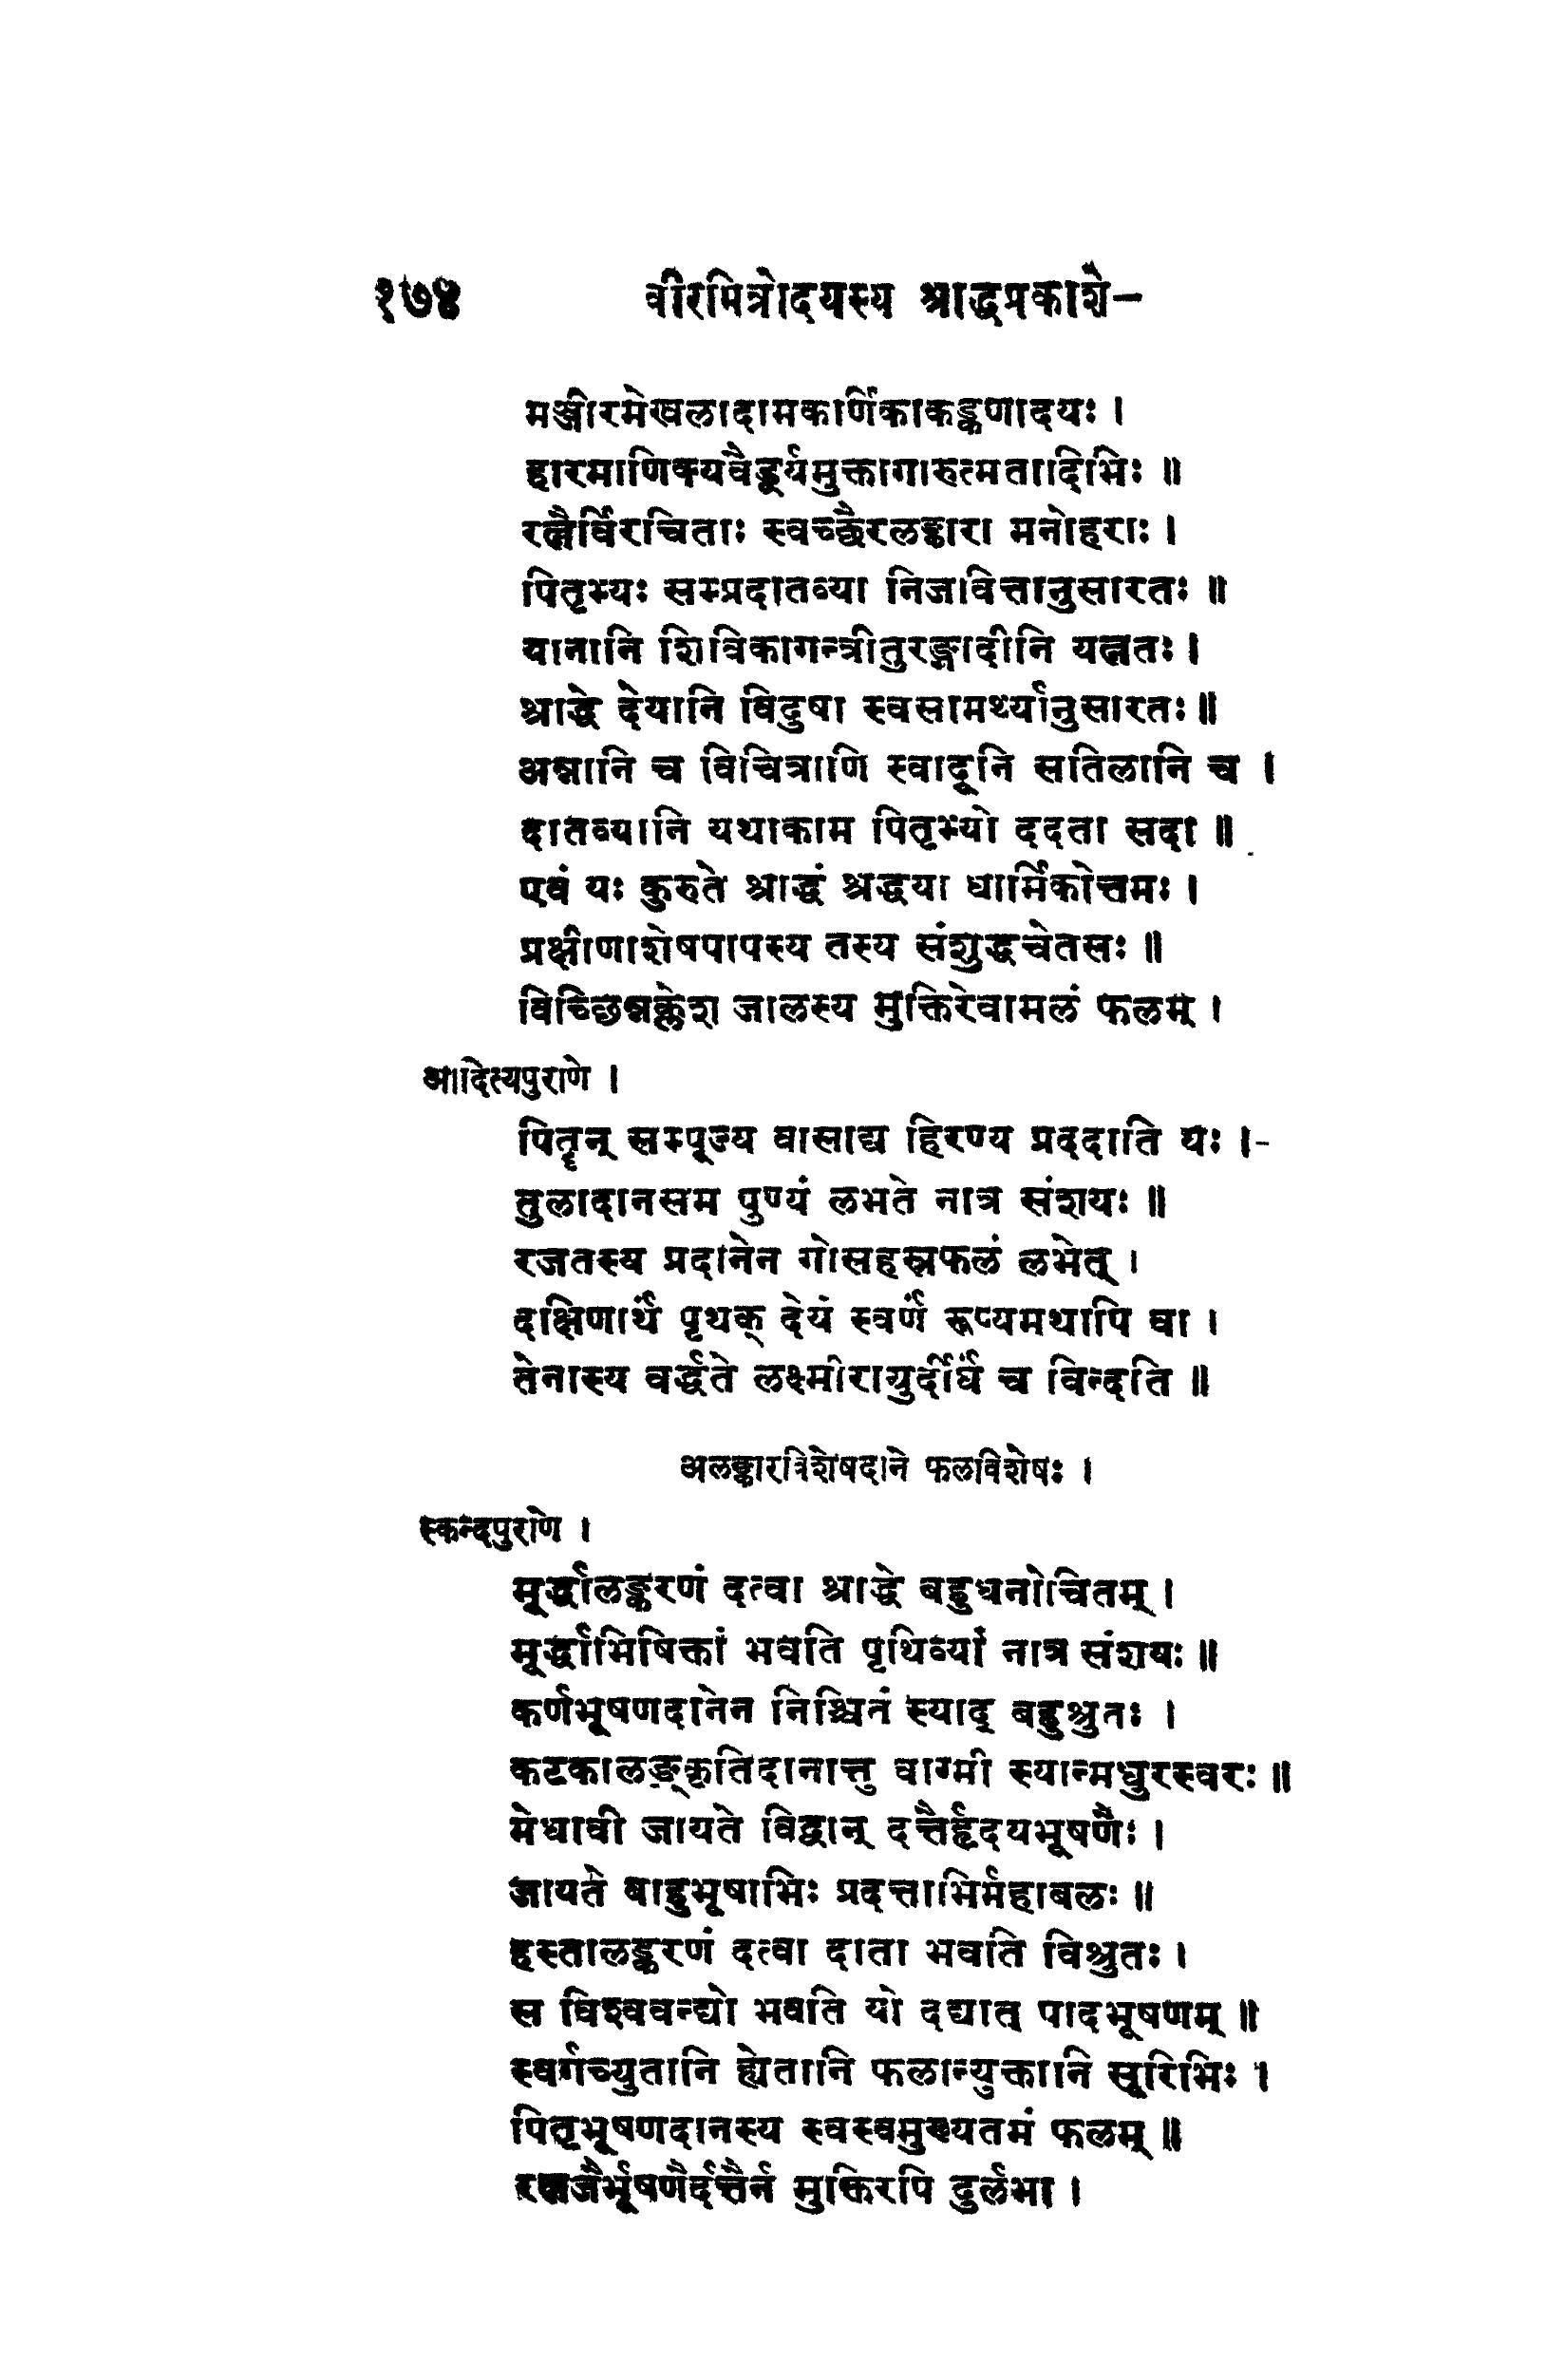 १७४ वीरमित्रोदयस्य श्राद्धप्रकाशे-
मञ्जीरमेखलादामकर्णिकाकङ्कणादयः ।
हारमाणिक्यवैडूर्यमुक्तागारुत्मतादिभिः ॥
रत्नैर्विरचिताः स्वच्छैरलङ्कारा मनोहराः ।
पितृभ्यः सम्प्रदातव्या निजवित्तानुसारतः ॥
यानानि शिविकागन्त्रीतुरङ्गादीनि यत्नतः ।
श्राद्धे देयानि विदुषा स्वसामर्थ्यानुसारतः ॥
अन्नानि च विचित्राणि स्वादूनि सतिलानि च ।
दातव्यानि यथाकाम पितृभ्यो ददता सदा ॥
एवं यः कुरुते श्राद्धं श्रद्धया धार्मिकोत्तमः ।
प्रक्षीणाशेषपापस्य तस्य संशुद्धचेतसः ॥
विच्छिन्नक्लेश जालस्य मुक्तिरेवामलं फलम् ।
आदित्यपुराणे ।
पितॄन् सम्पूज्य वासाद्य हिरण्य प्रददाति यः ।-
तुलादानसम पुण्यं लभते नात्र संशयः ॥
रजतस्य प्रदानेन गोसहस्रफलं लभेत् ।
दक्षिणार्थं पृथक् देयं स्वर्णं रूप्यमथापि वा ।
तेनास्य वर्द्धते लक्ष्मीरायुर्दीर्घं च विन्दति ॥
अलङ्कारविशेषदाने फलविशेषः ।
स्कन्दपुराणे ।
मूर्द्धालङ्करणं दत्वा श्राद्धे बहुधनोचितम् ।
मूर्द्धाभिषिक्तां भवति पृथिव्यां नात्र संशयः ॥
कर्णभूषणदानेन निश्चितं स्याद् बहुश्रुतः ।
कटकालङ्कृतिदानात्तु वाग्मी स्यान्मधुरस्वरः ॥
मेधावी जायते विद्वान् दत्तैर्हृदयभूषणैः ।
जायते बाहुभूषाभिः प्रदत्ताभिर्महाबलः ॥
हस्तालङ्करणं दत्वा दाता भवति विश्रुतः ।
स विश्ववन्द्यो भवति यो दद्यात् पादभूषणम् ॥
स्वर्गच्युतानि ह्येतानि फलान्युक्तानि सूरिभिः ।
पितृभूषणदानस्य स्वस्वमुख्यतमं फलम् ॥
रत्नजैर्भूषणैर्दत्तैर्न मुक्तिरपि दुर्लभा ।